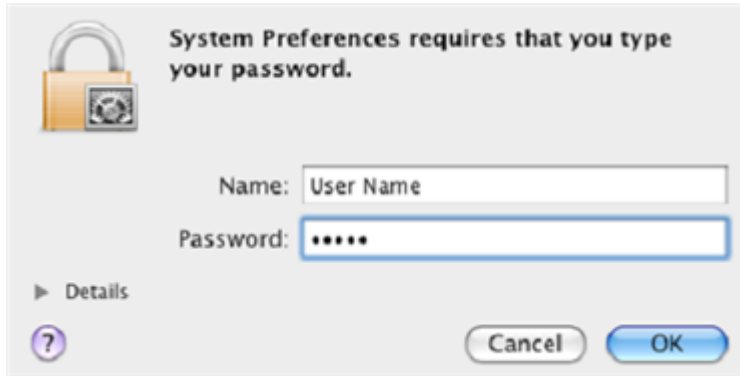 System Preferences requires that you type
your password.
Name: User Name
Password: •••••
Details
?
Cancel
OK